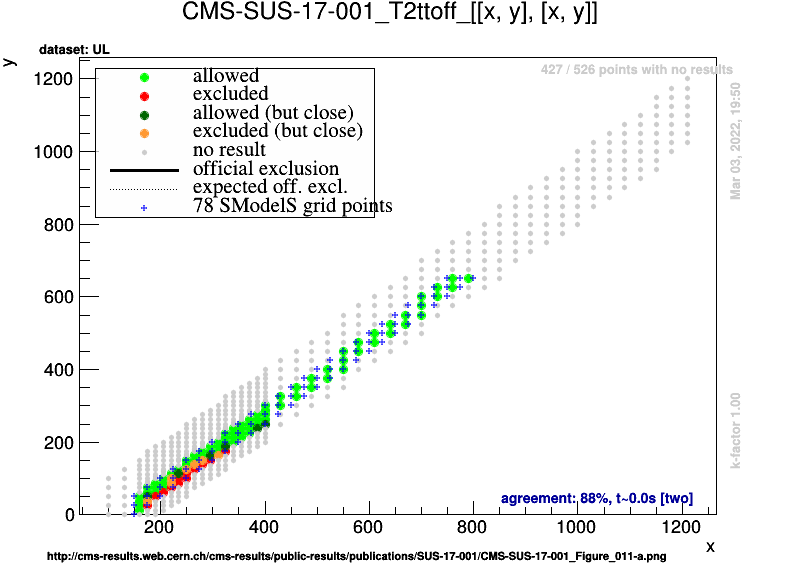 CMS-SUS-17-001_T2ttoff_[[x, y], [x, y]]
dataset: UL
y
427 / 526 points with no results
allowed
excluded
allowed (but close)
excluded (but close)
no result
official exclusion
expected off. excl.
78 SModelS grid points
Mar 03, 2022, 19:50
k-factor 1.00
1200
1000
800
600
400
200
0
agreement: 88%, t~0.0s [two]
200 400 600 800 1000 1200
x
http://cms-results.web.cern.ch/cms-results/public-results/publications/SUS-17-001/CMS-SUS-17-001_Figure_011-a.png